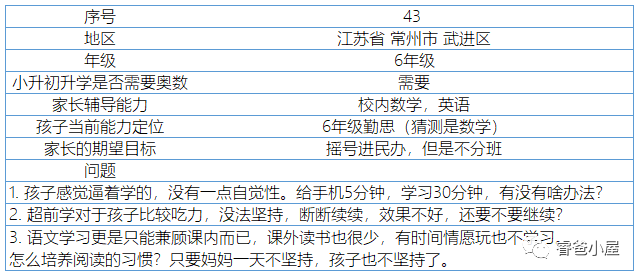 序号 43
地区 江苏省 常州市 武进区
年级 6年级
小升初升学是否需要奥数 需要
家长辅导能力 校内数学，英语
孩子当前能力定位 6年级勤思（猜测是数学）
家长的期望目标 摇号进民办，但是不分班
问题
1. 孩子感觉逼着学的，没有一点自觉性。给手机5分钟，学习30分钟，有没有啥办法？
2. 超前学对于孩子比较吃力，没法坚持，断断续续，效果不好，还要不要继续？
3. 语文学习更是只能兼顾课内而已，课外读书也很少，有时间情愿玩也不学习。
怎么培养阅读的习惯？只要妈妈一天不坚持，孩子也不坚持了。
睿爸小屋